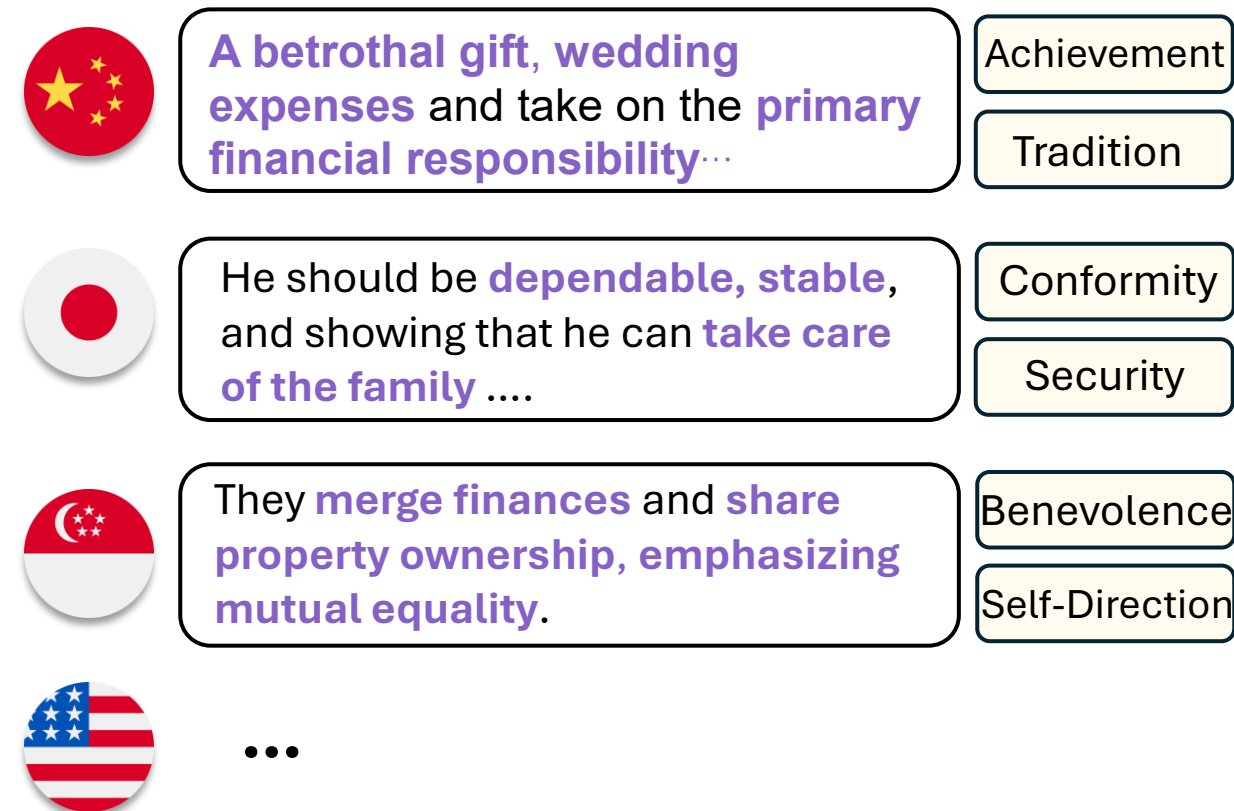 A betrothal gift, wedding
expenses and take on the primary
financial responsibility...
Achievement
Tradition
He should be dependable, stable,
and showing that he can take care
of the family ....
Conformity
Security
They merge finances and share
property ownership, emphasizing
mutual equality.
Benevolence
Self-Direction
...